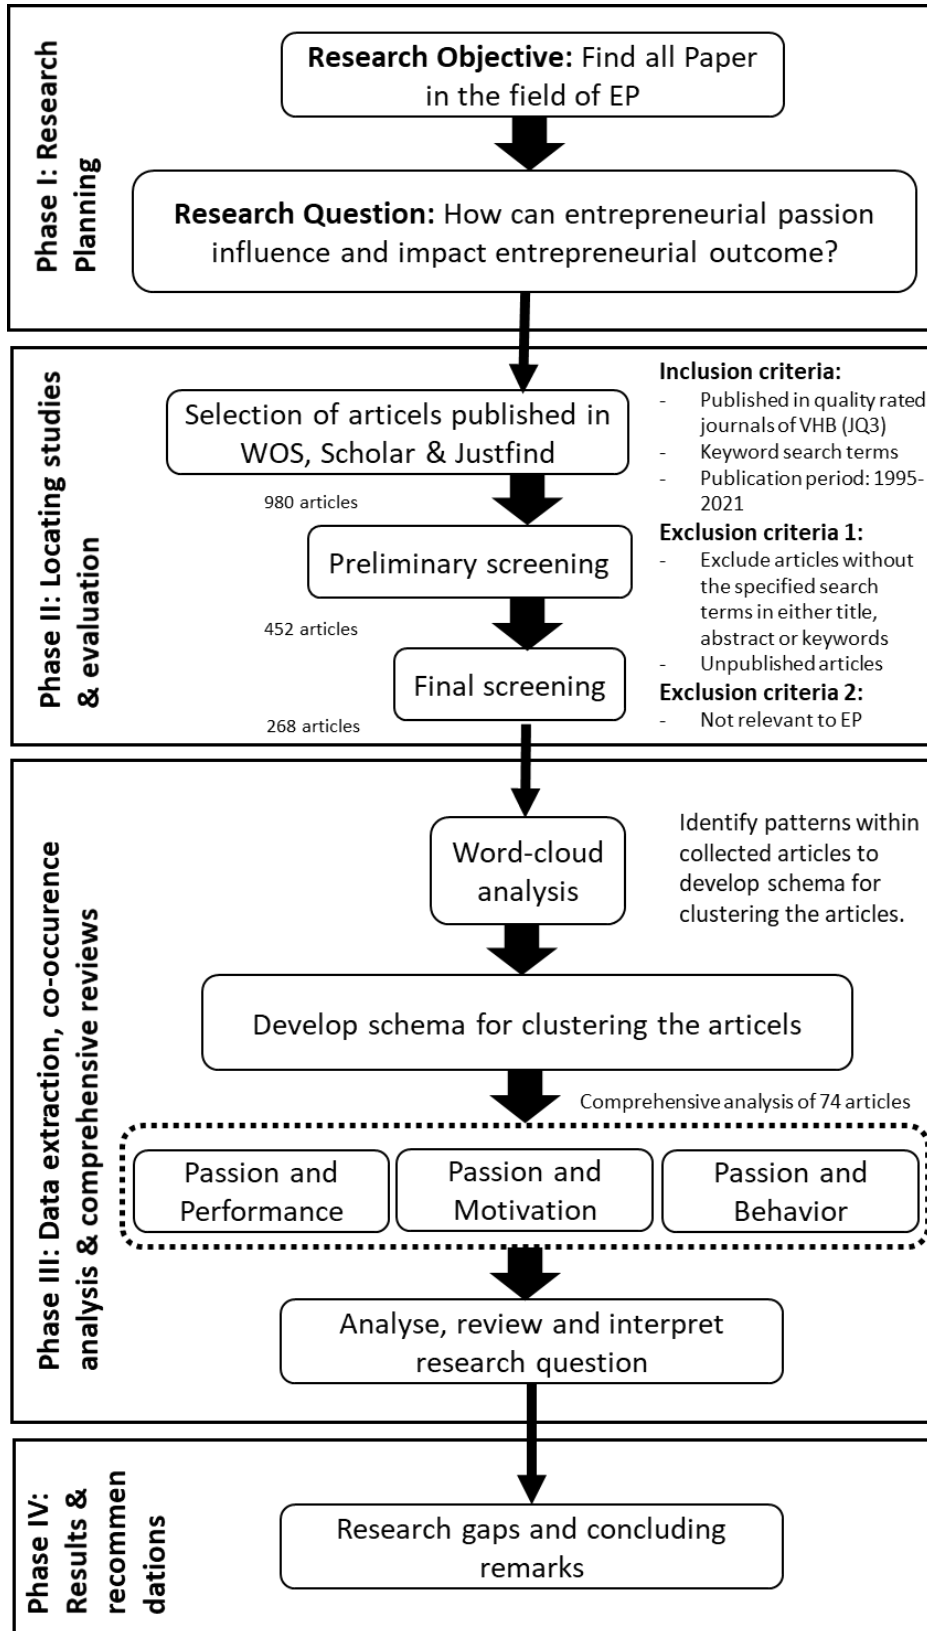 Phase I: Research
Planning
Research Objective: Find all Paper
in the field of EP
Research Question: How can entrepreneurial passion
influence and impact entrepreneurial outcome?
Phase II: Locating studies
& evaluation
Selection of articels published in
WOS, Scholar & Justfind
980 articles
Preliminary screening
452 articles
Final screening
268 articles
Inclusion criteria:
- Published in quality rated
journals of VHB (JQ3)
- Keyword search terms
- Publication period: 1995-
2021
Exclusion criteria 1:
- Exclude articles without
the specified search
terms in either title,
abstract or keywords
- Unpublished articles
Exclusion criteria 2:
- Not relevant to EP
Phase III: Data extraction, co-occurence
analysis & comprehensive reviews
Word-cloud
analysis
Identify patterns within
collected articles to
develop schema for
clustering the articles.
Develop schema for clustering the articels
Comprehensive analysis of 74 articles
Passion and
Performance
Passion and
Motivation
Passion and
Behavior
Analyse, review and interpret
research question
Phase IV:
Results &
recommen
dations
Research gaps and concluding
remarks